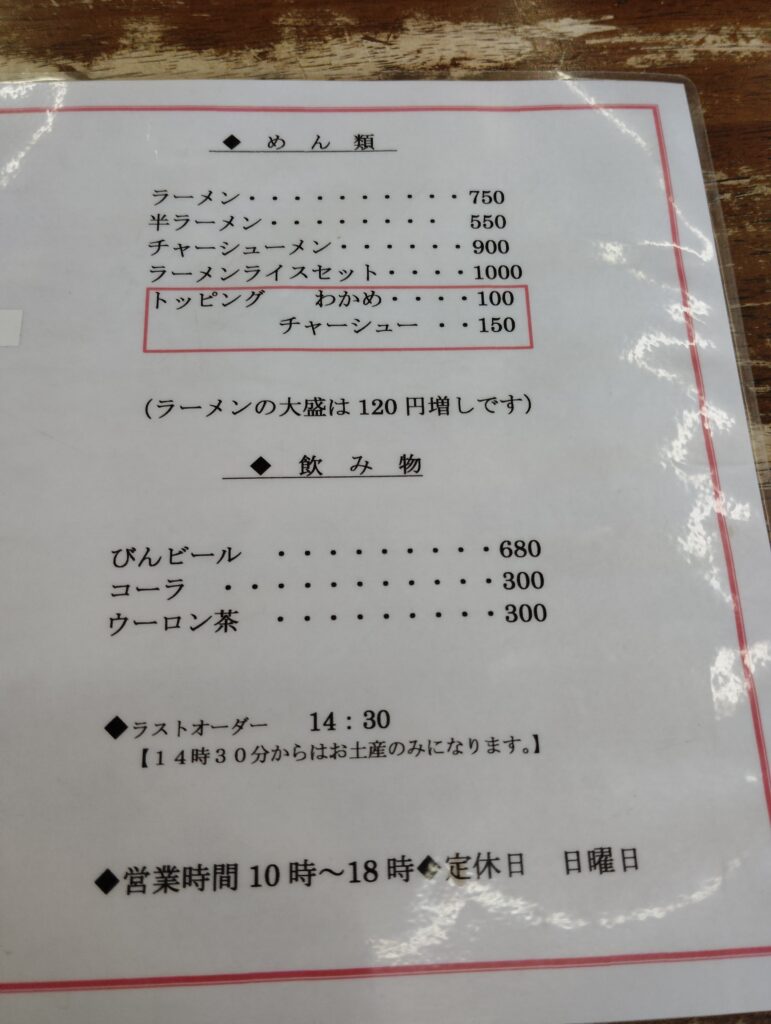 ◆ めん類
ラーメン・・・・・・・・・・750
半ラーメン・・・・・・・・ 550
チャーシューメン・・・・・・900
ラーメンライスセット・・・・1000
トッピング わかめ・・・・100
チャーシュー ・・150
（ラーメンの大盛は120円増しです）
◆ 飲み物
びんビール ・・・・・・・・・680
コーラ ・・・・・・・・・・・300
ウーロン茶 ・・・・・・・・・300
◆ラストオーダー 14：30
【１４時３０分からはお土産のみになります。】
◆営業時間10時～18時◆定休日 日曜日